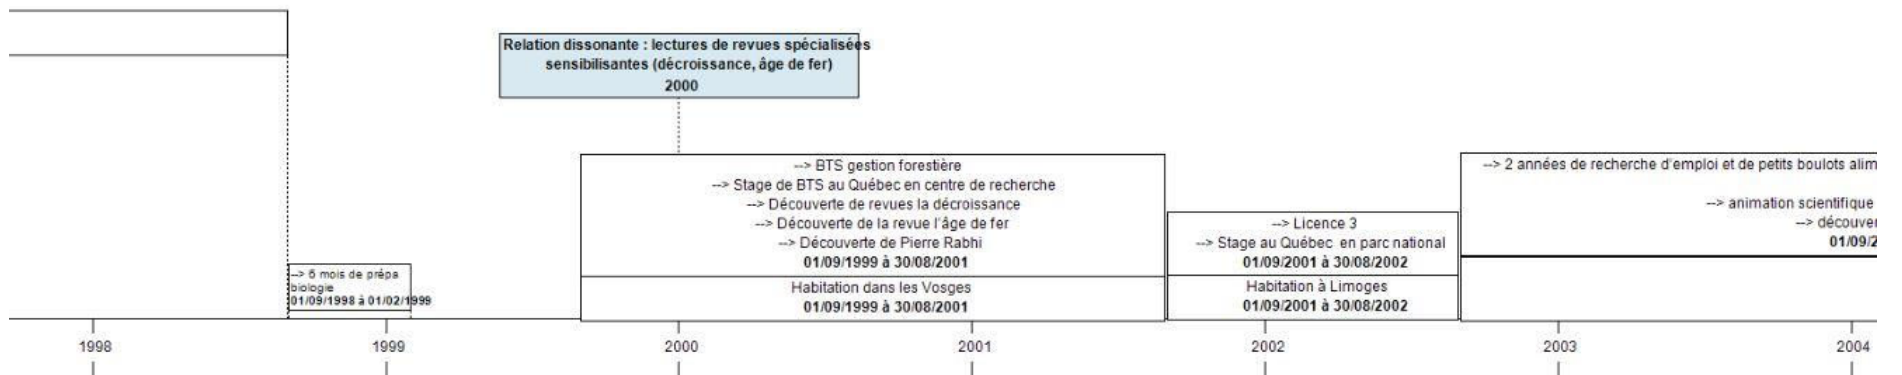 Relation dissonante : lectures de revues spécialisées
sensibilisantes (décroissance, âge de fer)
2000
--> 6 mois de prépa
biologie
01/09/1998 à 01/02/1999
--> BTS gestion forestière
--> Stage de BTS au Québec en centre de recherche
--> Découverte de revues la décroissance
--> Découverte de la revue l'âge de fer
--> Découverte de Pierre Rabhi
01/09/1999 à 30/08/2001
Habitation dans les Vosges
01/09/1999 à 30/08/2001
--> Licence 3
--> Stage au Québec en parc national
01/09/2001 à 30/08/2002
Habitation à Limoges
01/09/2001 à 30/08/2002
--> 2 années de recherche d'emploi et de petits boulots alim
--> animation scientifique
--> découver
01/09/2
1998
1999
2000
2001
2002
2003
2004